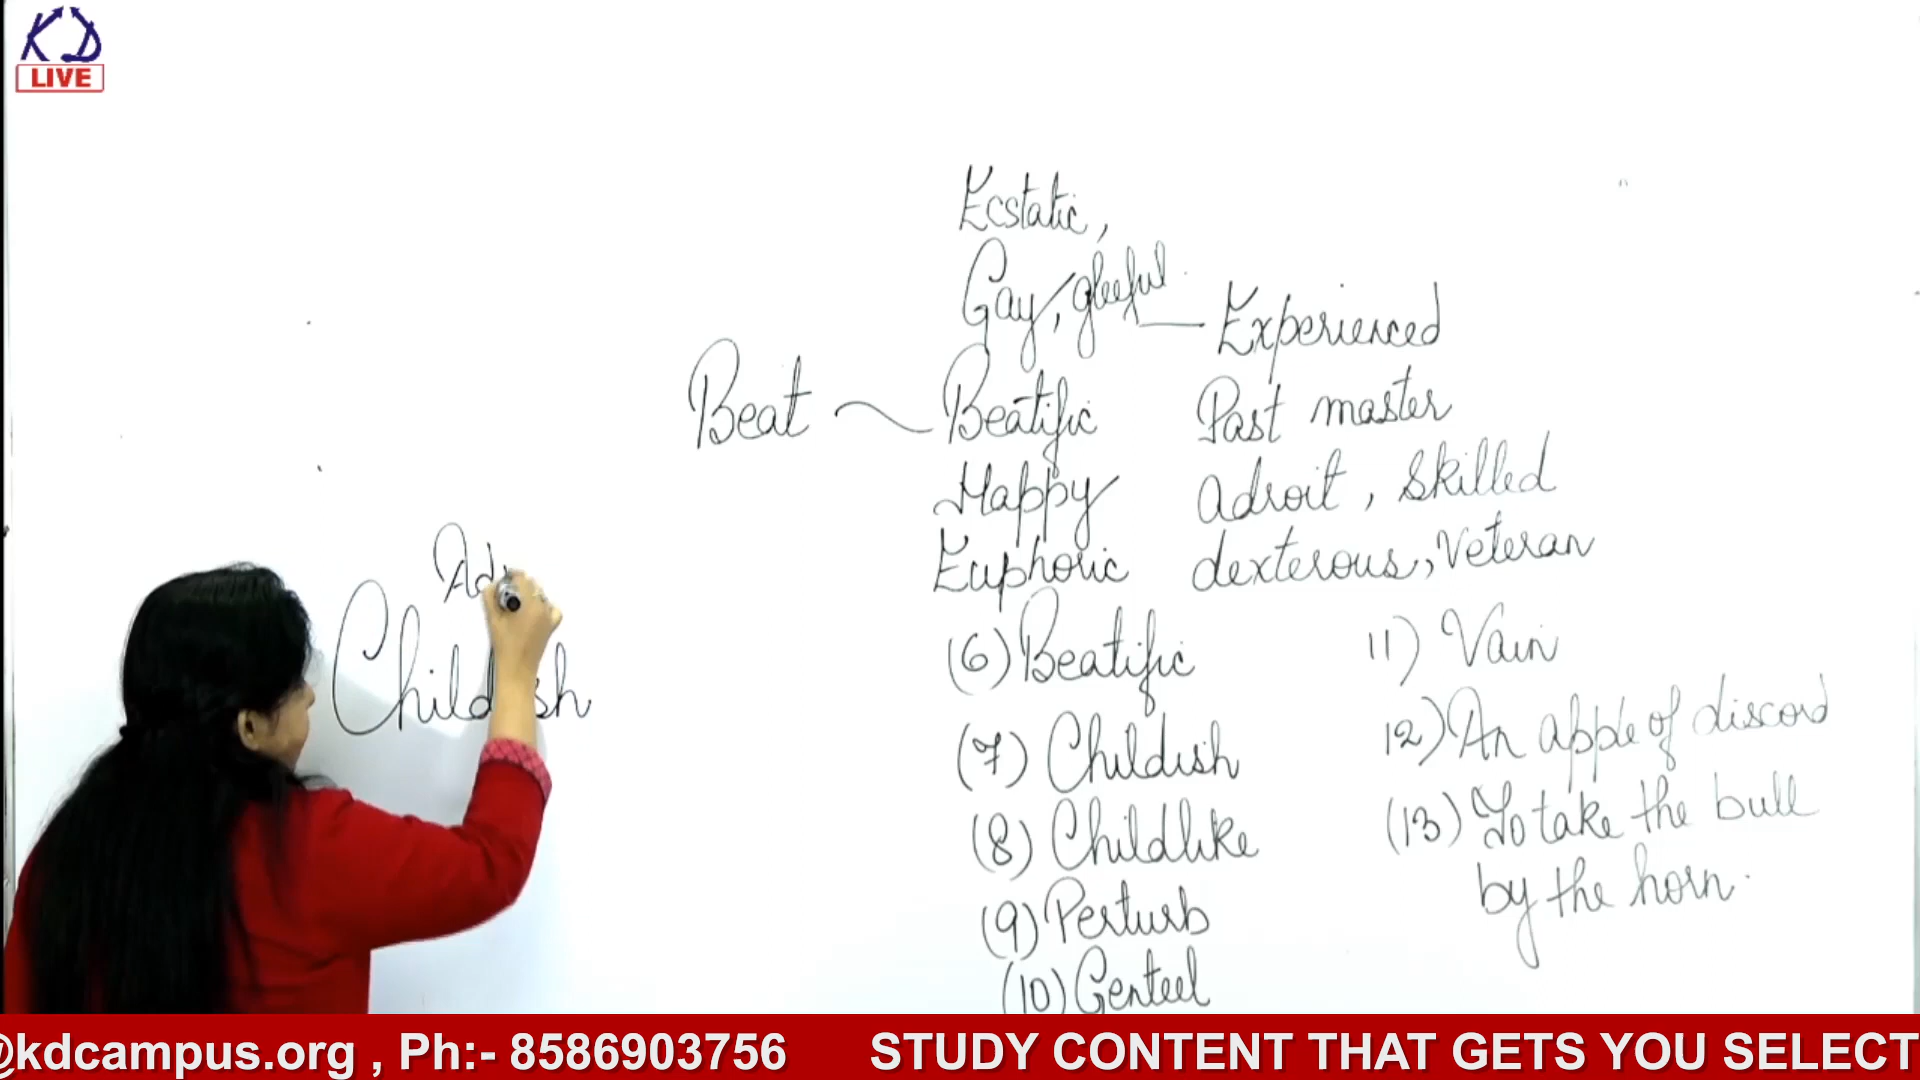 KD
LIVE
Ecstatic,
Gay, gleeful
Experienced
Beat
Beatific
Past master
Happy
Adroit, Skilled
Euphoric
dexterous, Veteran
Childish
(6) Beatific
(7) Childish
(8) Childlike
(9) Perturb
(10) Genteel
11) Vain
12) An apple of discord
(13) To take the bull
by the horn.
@kdcampus.org , Ph:- 8586903756 STUDY CONTENT THAT GETS YOU SELECT